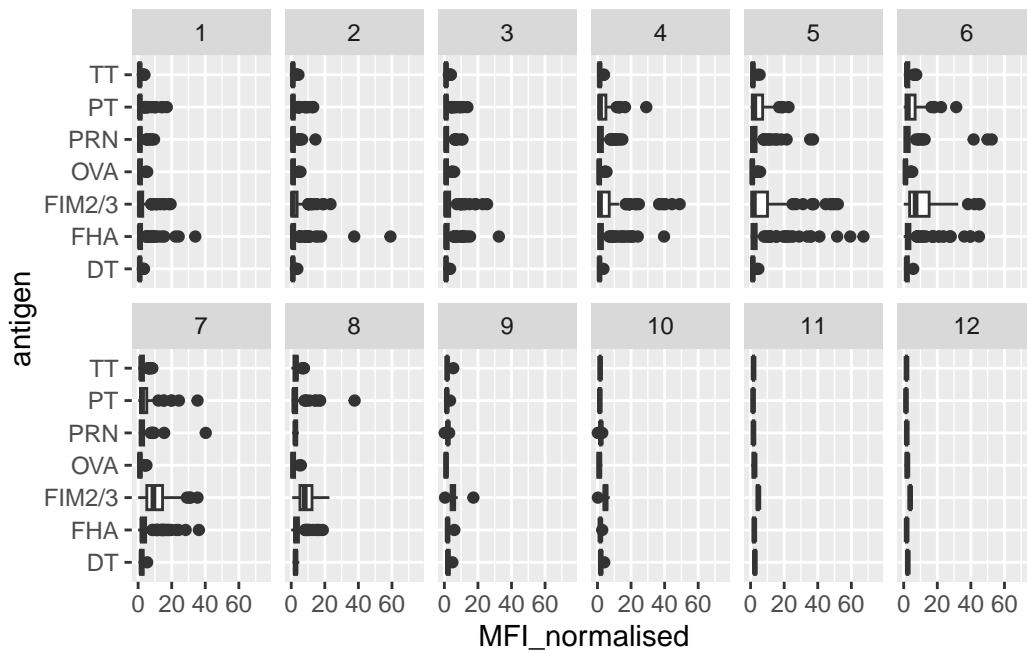 1 2 3 4 5 6
TT
PT
PRN
OVA
FIM2/3
FHA
DT
antigen
7 8 9 10 11 12
TT
PT
PRN
OVA
FIM2/3
FHA
DT
0 20 40 60 0 20 40 60 0 20 40 60 0 20 40 60 0 20 40 60 0 20 40 60
MFI_normalised